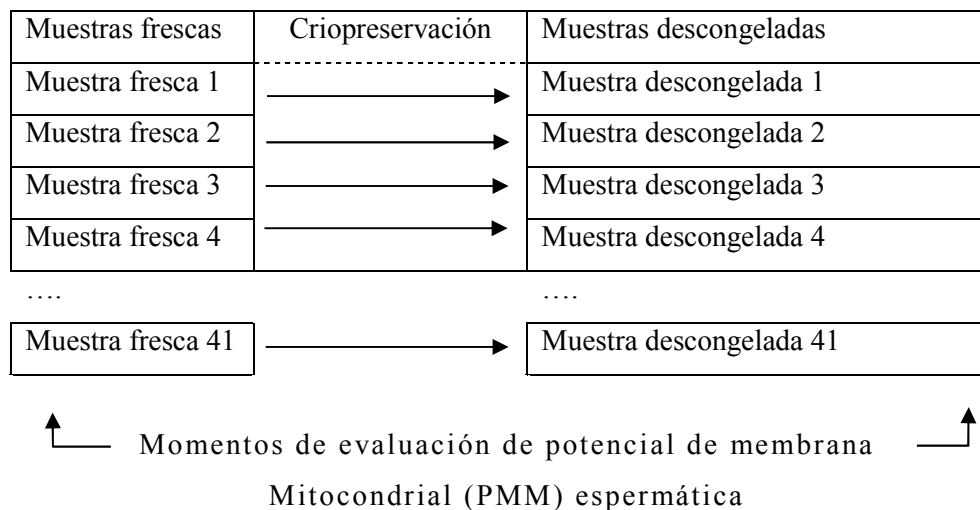 Muestras frescas Criopreservación Muestras descongeladas
Muestra fresca 1 Muestra descongelada 1
Muestra fresca 2 Muestra descongelada 2
Muestra fresca 3 Muestra descongelada 3
Muestra fresca 4 Muestra descongelada 4
…. ….
Muestra fresca 41 Muestra descongelada 41
Momentos de evaluación de potencial de membrana
Mitocondrial (PMM) espermática